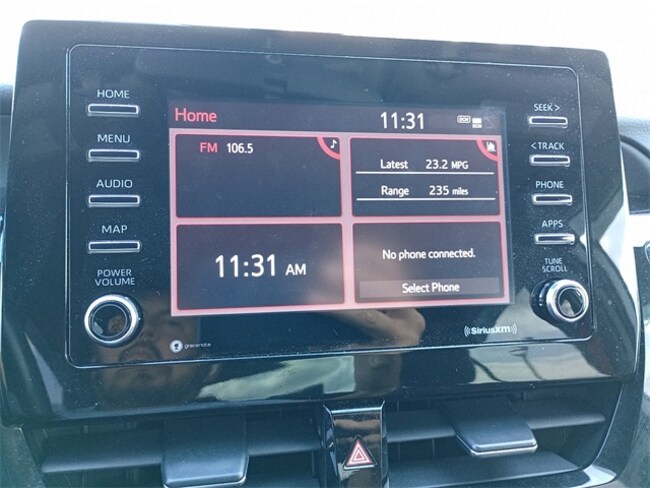 HOME
MENU
AUDIO
MAP
POWER
VOLUME
Home
11:31
FM 106.5
Latest 23.2 MPG
Range 235 miles
11:31 AM
No phone connected.
Select Phone
SEEK >
< TRACK
PHONE
APPS
TUNE
SCROLL
gracenote
((SiriusXM))